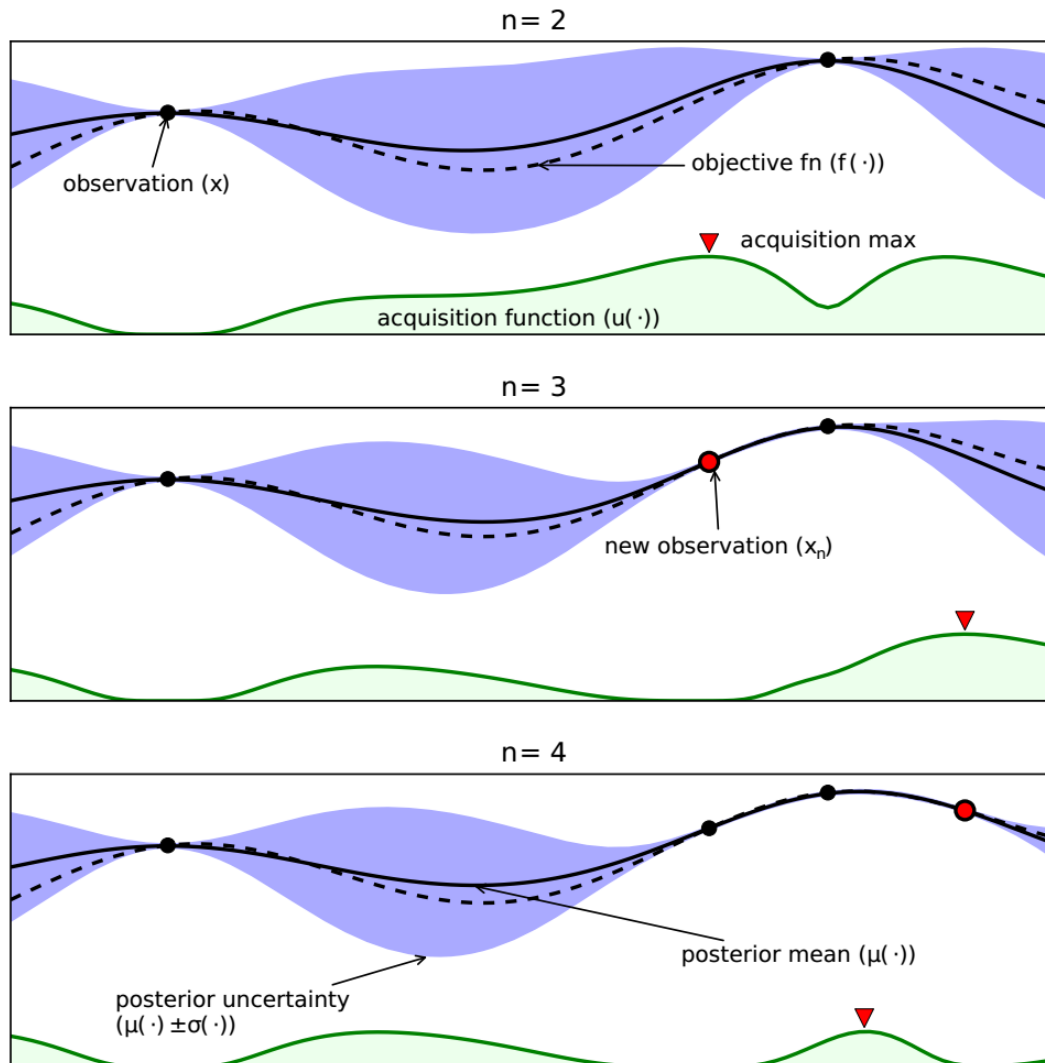 n= 2
observation (x)
objective fn (f(·))
acquisition max
acquisition function (u(·))
n= 3
new observation (xₙ)
n= 4
posterior mean (μ(·))
posterior uncertainty
(μ(·) ±σ(·))